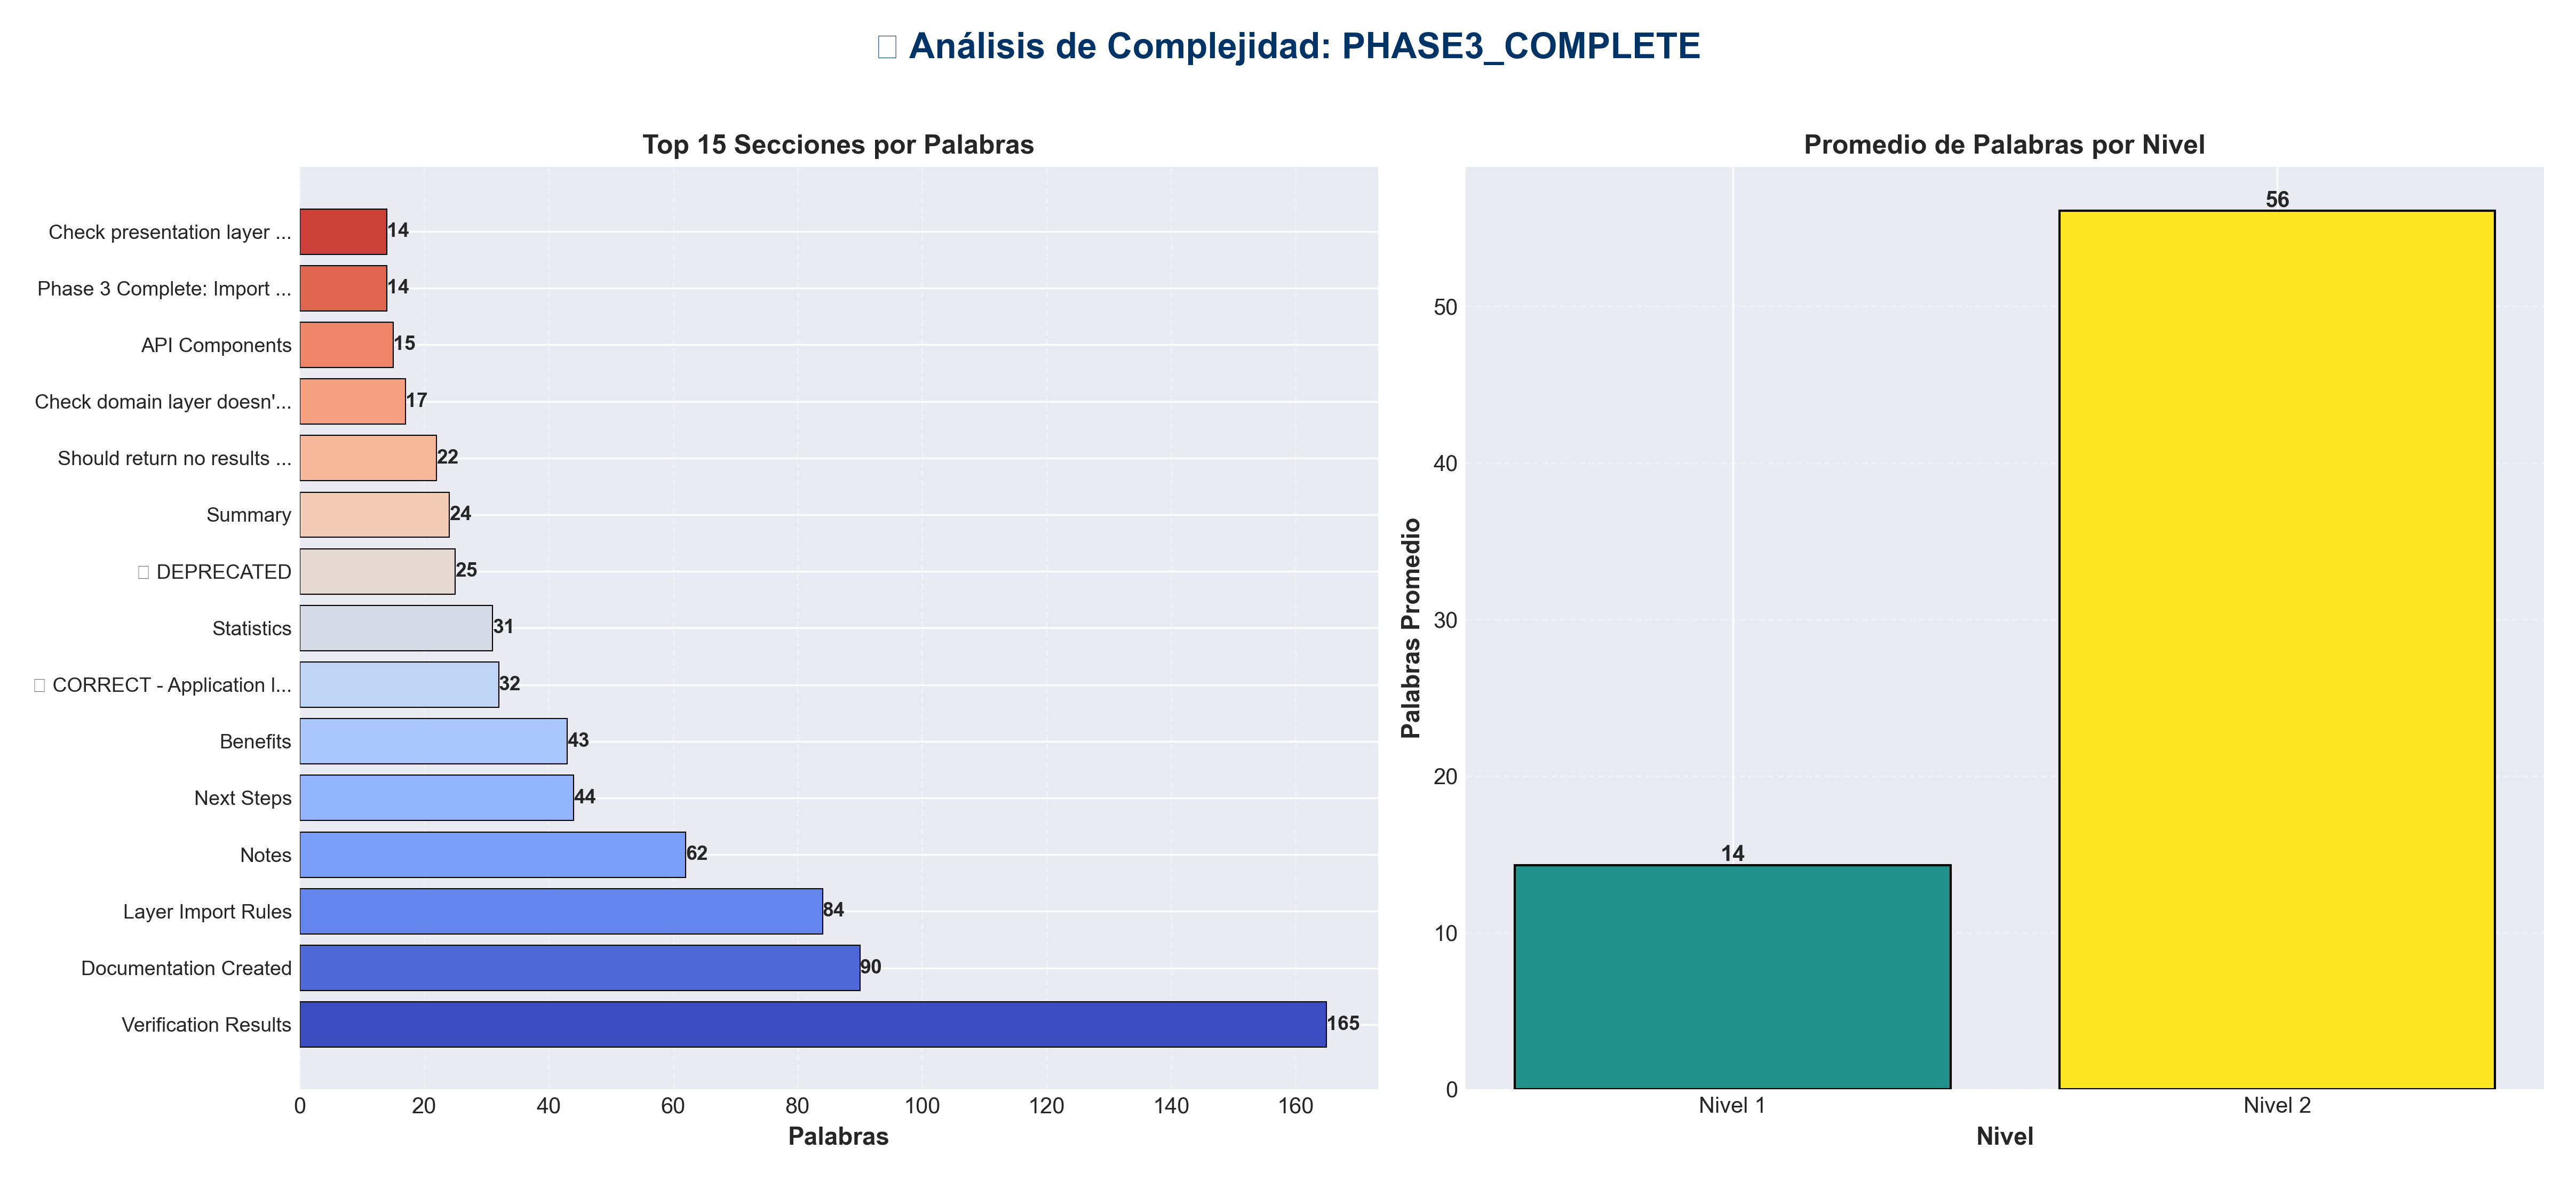 Análisis de Complejidad: PHASE3_COMPLETE
Top 15 Secciones por Palabras
Check presentation layer ... 14
Phase 3 Complete: Import ... 14
API Components 15
Check domain layer doesn'... 17
Should return no results ... 22
Summary 24
DEPRECATED 25
Statistics 31
CORRECT - Application l... 32
Benefits 43
Next Steps 44
Notes 62
Layer Import Rules 84
Documentation Created 90
Verification Results 165
0 20 40 60 80 100 120 140 160
Palabras
Promedio de Palabras por Nivel
Palabras Promedio
50
40
30
20
10
0
14
56
Nivel 1 Nivel 2
Nivel